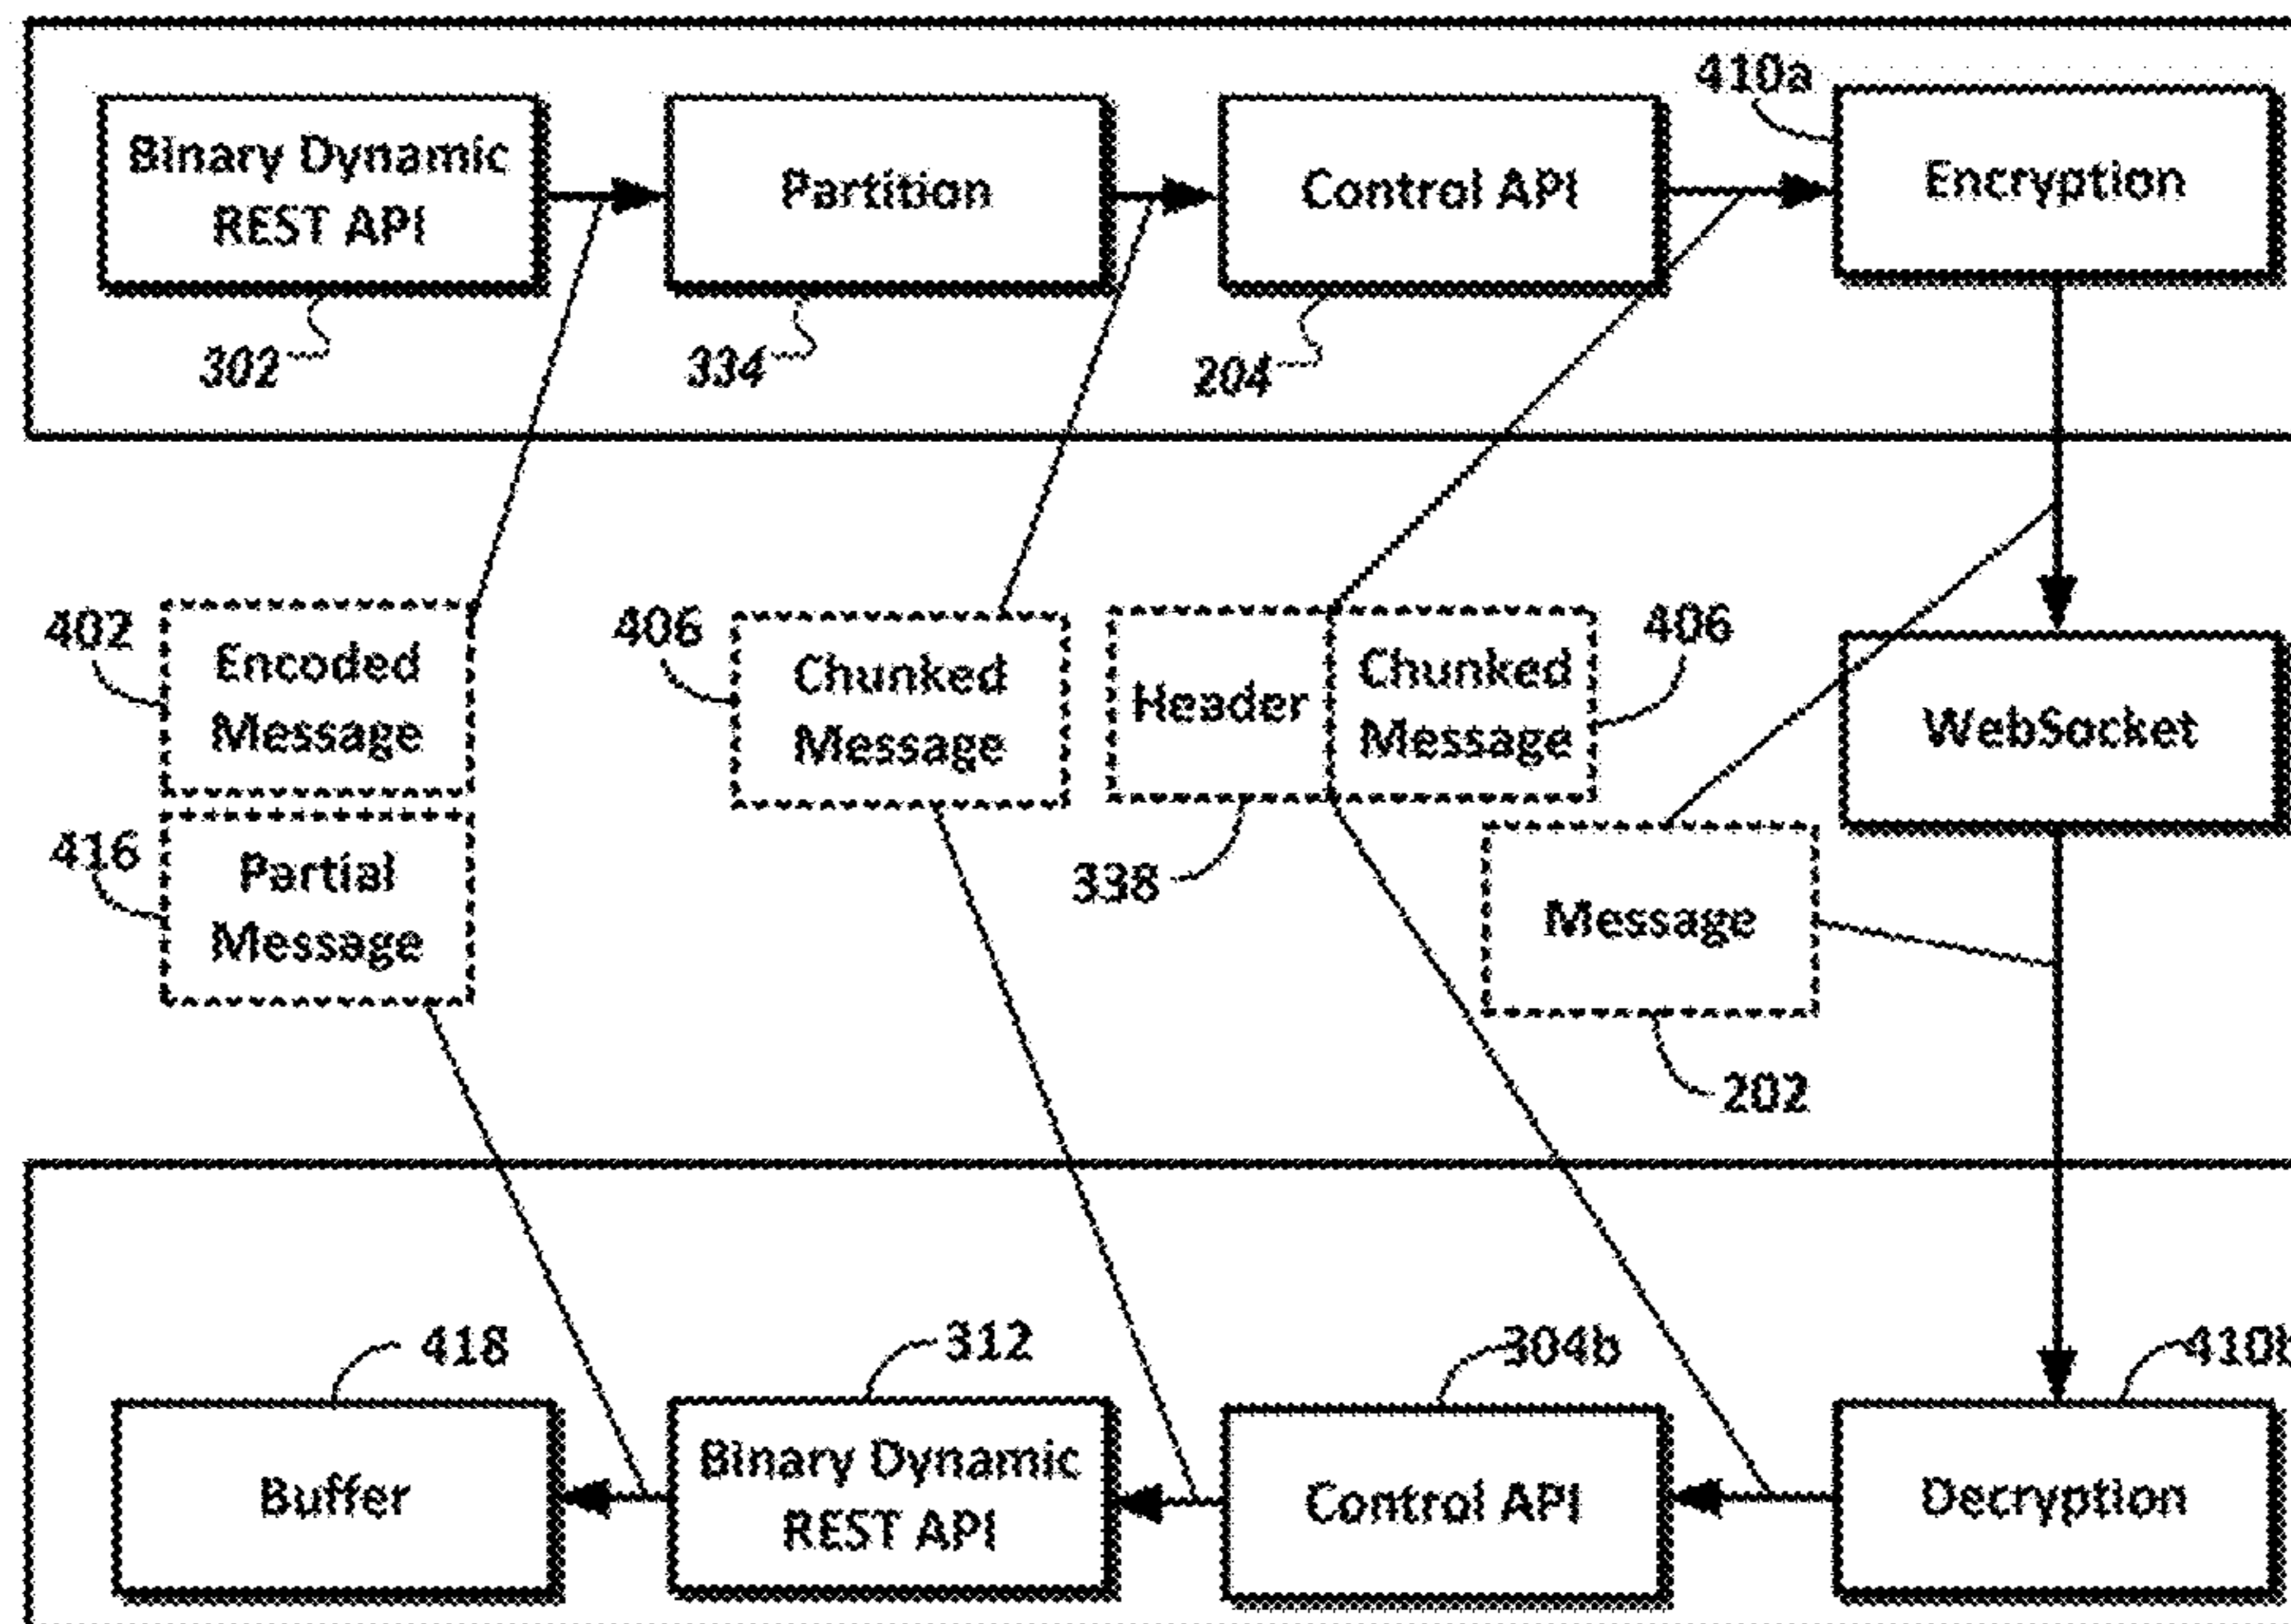 410a
Binary Dynamic
REST API
Partition
Control API
Encryption
302
334
204
402
Encoded
Message
406
Chunked
Message
Header
Chunked
Message
406
WebSocket
416
Partial
Message
338
Message
202
418
312
304b
410b
Buffer
Binary Dynamic
REST API
Control API
Decryption